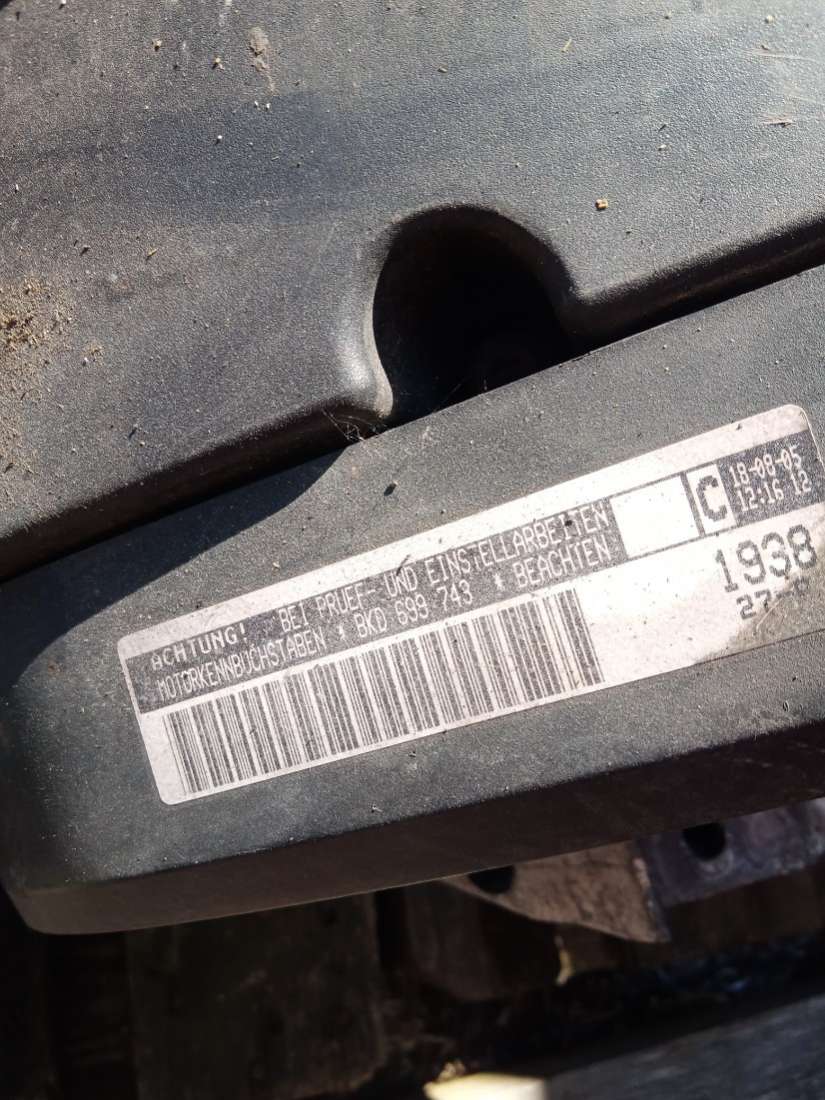 ACHTUNG! BEI PRUEF- UND EINSTELLARBEITEN
MOTORKENNBUCHSTABEN * BKD 699 743 * BEACHTEN
C
18-08-05
12:16 12
1938